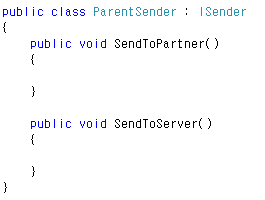 public class ParentSender : ISender
{
    public void SendToPartner()
    {

    }

    public void SendToServer()
    {

    }
}